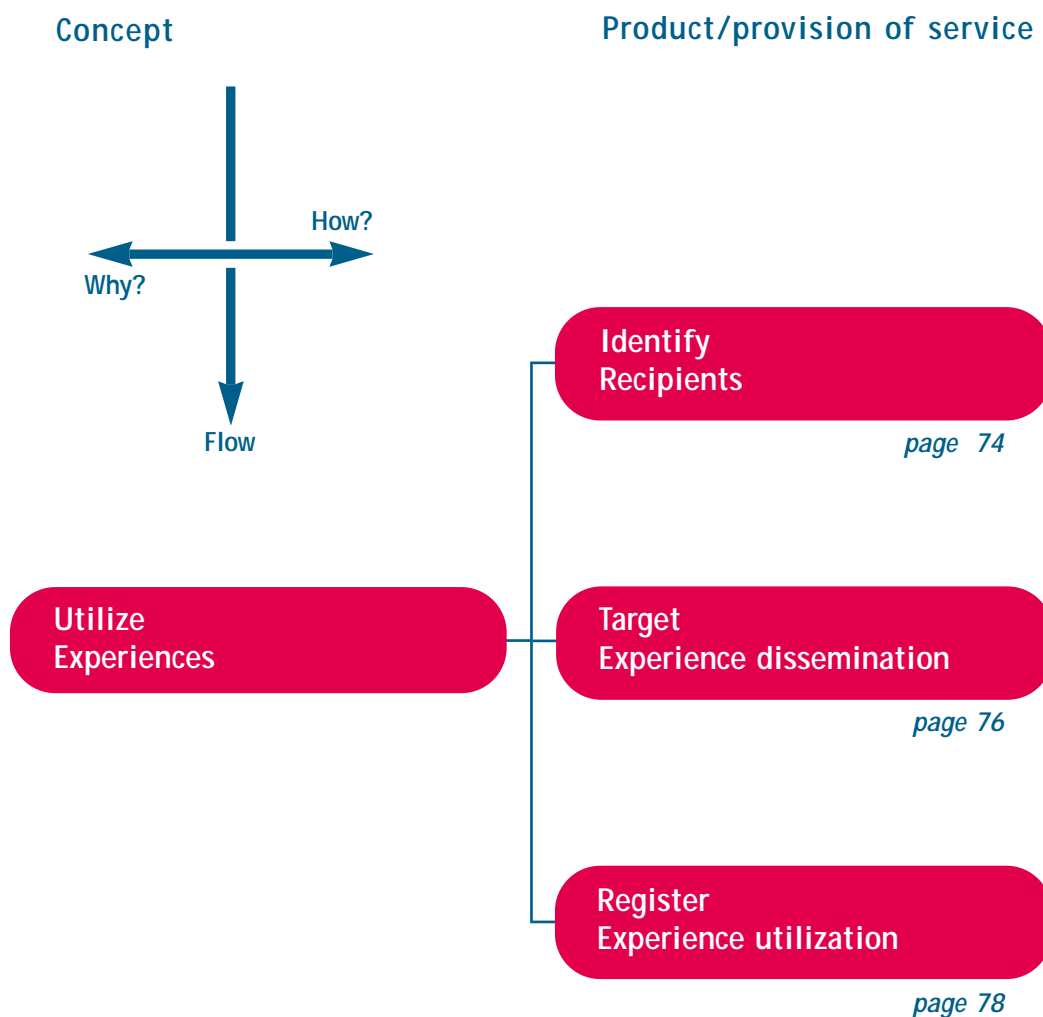 Concept
Product/provision of service
How?
Why?
Flow
Identify
Recipients
page 74
Utilize
Experiences
Target
Experience dissemination
page 76
Register
Experience utilization
page 78